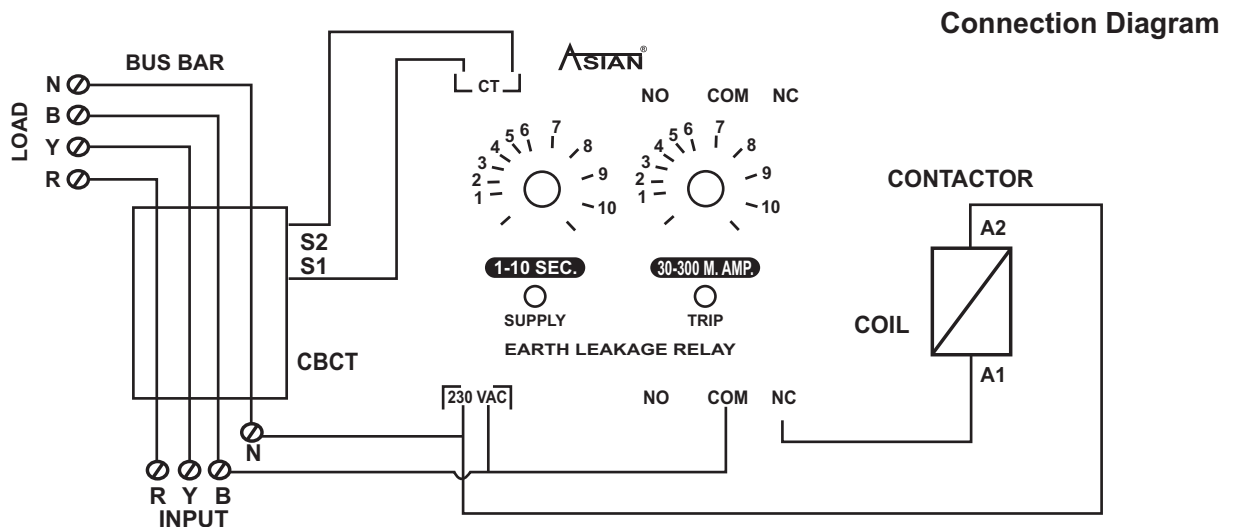 Connection Diagram
BUS BAR
LOAD
N
B
Y
R
ASIAN®
CT
NO COM NC
1 2 3 4 5 6 7 8 9 10
1 2 3 4 5 6 7 8 9 10
S2
S1
1-10 SEC.
30-300 M. AMP.
SUPPLY
TRIP
EARTH LEAKAGE RELAY
CONTACTOR
A2
COIL
A1
CBCT
230 VAC
NO COM NC
N
R Y B
INPUT